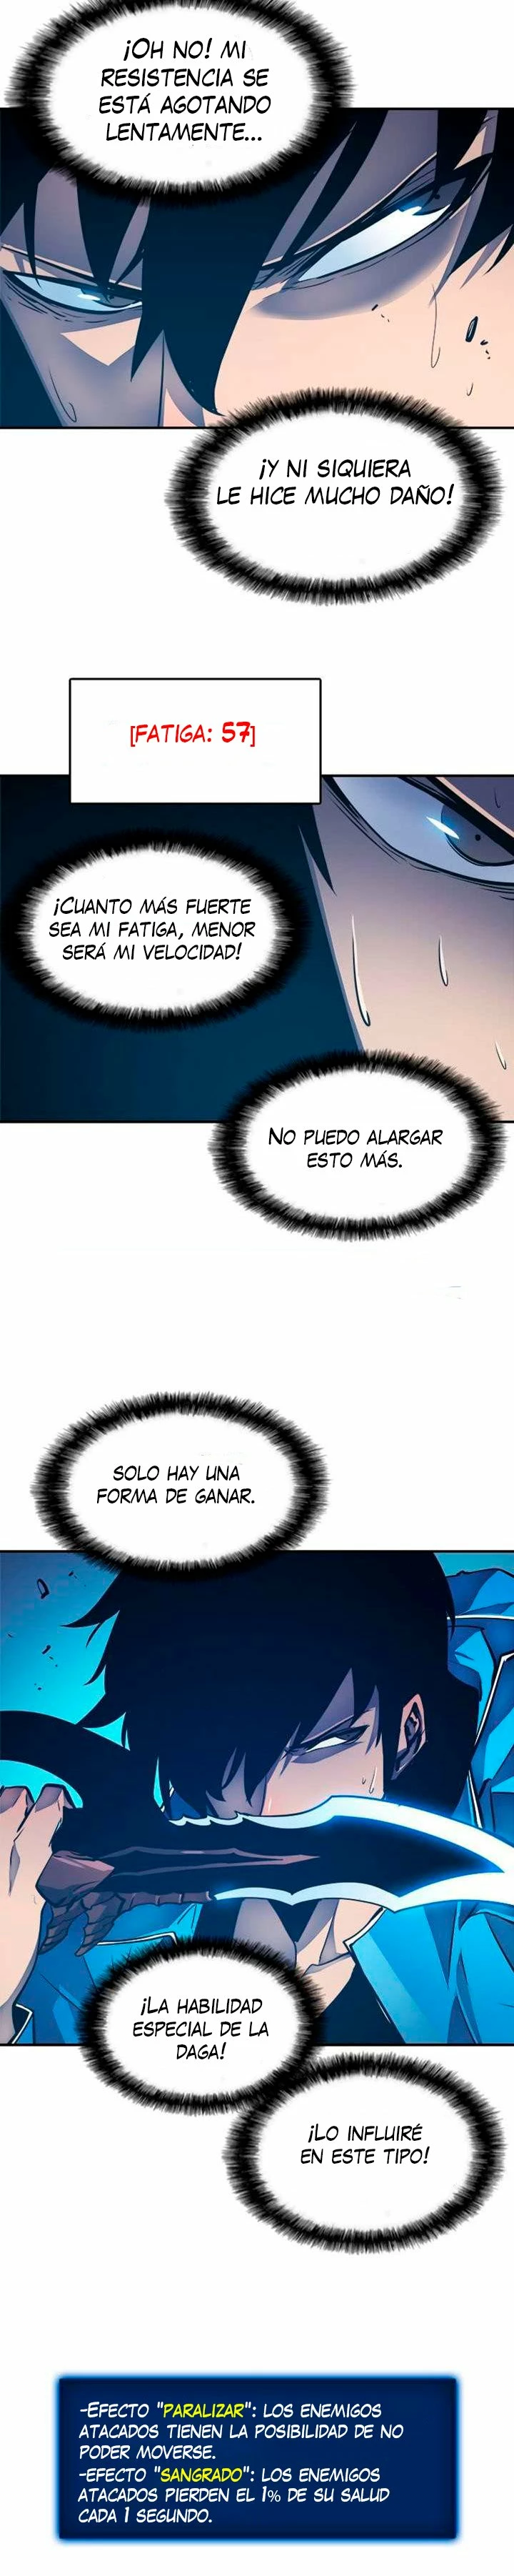 ¡OH NO! MI
RESISTENCIA SE
ESTÁ AGOTANDO
LENTAMENTE...
¡Y NI SIQUIERA
LE HICE MUCHO DAÑO!
[FATIGA: 57]
¡CUANTO MÁS FUERTE
SEA MI FATIGA, MENOR
SERÁ MI VELOCIDAD!
NO PUEDO ALARGAR
ESTO MÁS.
SOLO HAY UNA
FORMA DE GANAR.
¡LA HABILIDAD
ESPECIAL DE LA
DAGA!
¡LO INFLUIRÉ
EN ESTE TIPO!
-EFECTO "PARALIZAR": LOS ENEMIGOS
ATACADOS TIENEN LA POSIBILIDAD DE NO
PODER MOVERSE.
-EFECTO "SANGRADO": LOS ENEMIGOS
ATACADOS PIERDEN EL 1% DE SU SALUD
CADA 1 SEGUNDO.